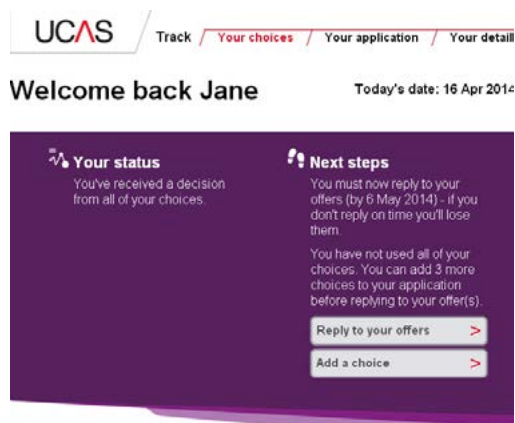 UCAS
Track / Your choices / Your application / Your detail
Welcome back Jane
Today's date: 16 Apr 2014
Your status
You've received a decision
from all of your choices.
Next steps
You must now reply to your
offers (by 6 May 2014) - if you
don't reply on time you'll lose
them.
You have not used all of your
choices. You can add 3 more
choices to your application
before replying to your offer(s).
Reply to your offers >
Add a choice >